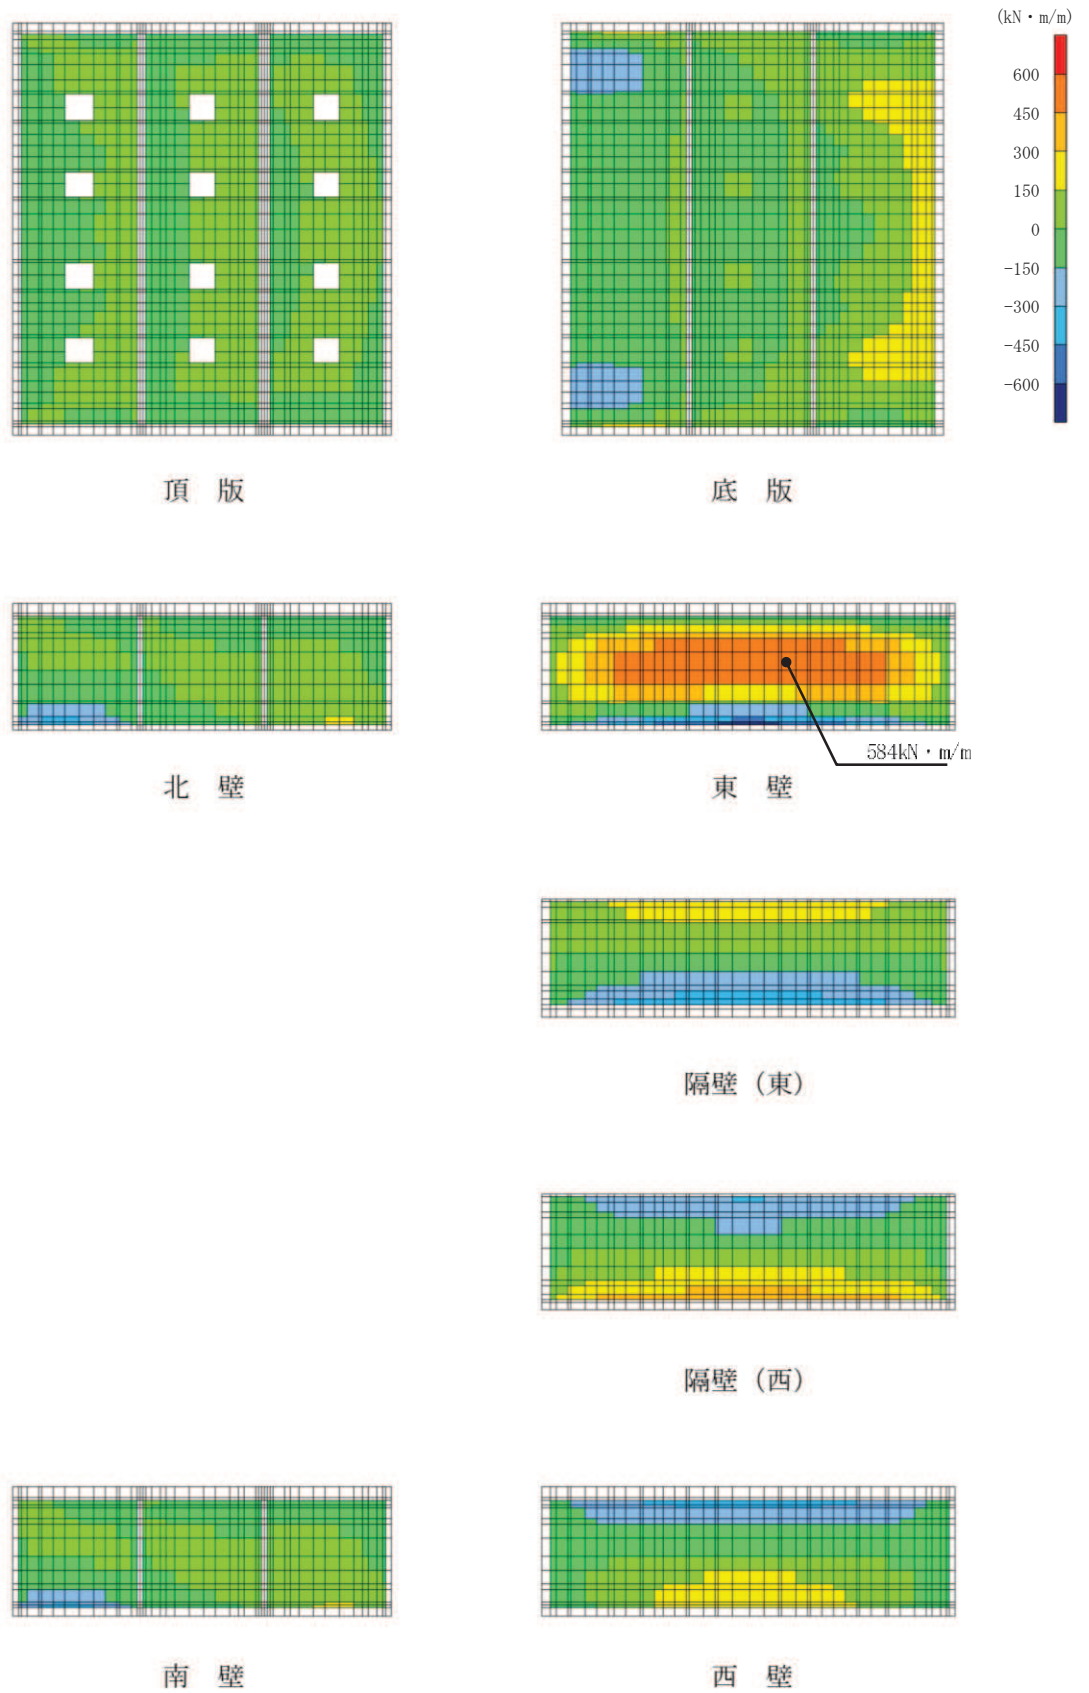 (kN・m/m)
600
450
300
150
0
-150
-300
-450
-600
頂 版
底 版
584kN・m/m
北 壁
東 壁
隔壁（東）
隔壁（西）
南 壁
西 壁